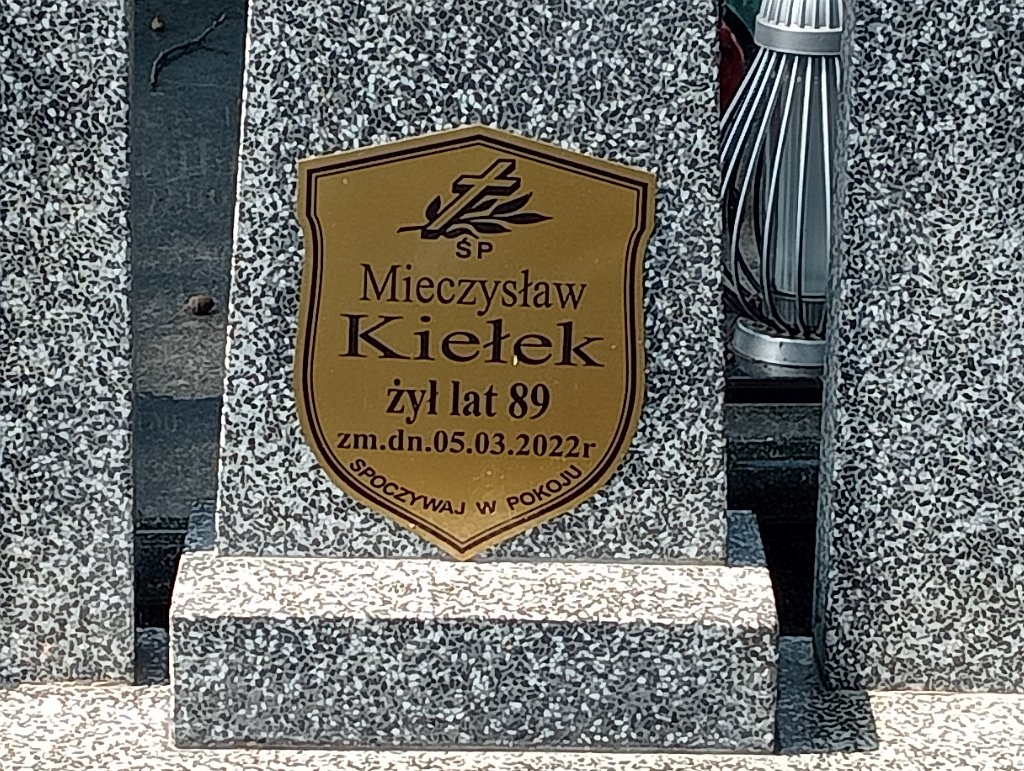 ŚP
Mieczysław
Kiełek
żył lat 89
zm.dn.05.03.2022r
SPOCZYWAJ W POKOJU